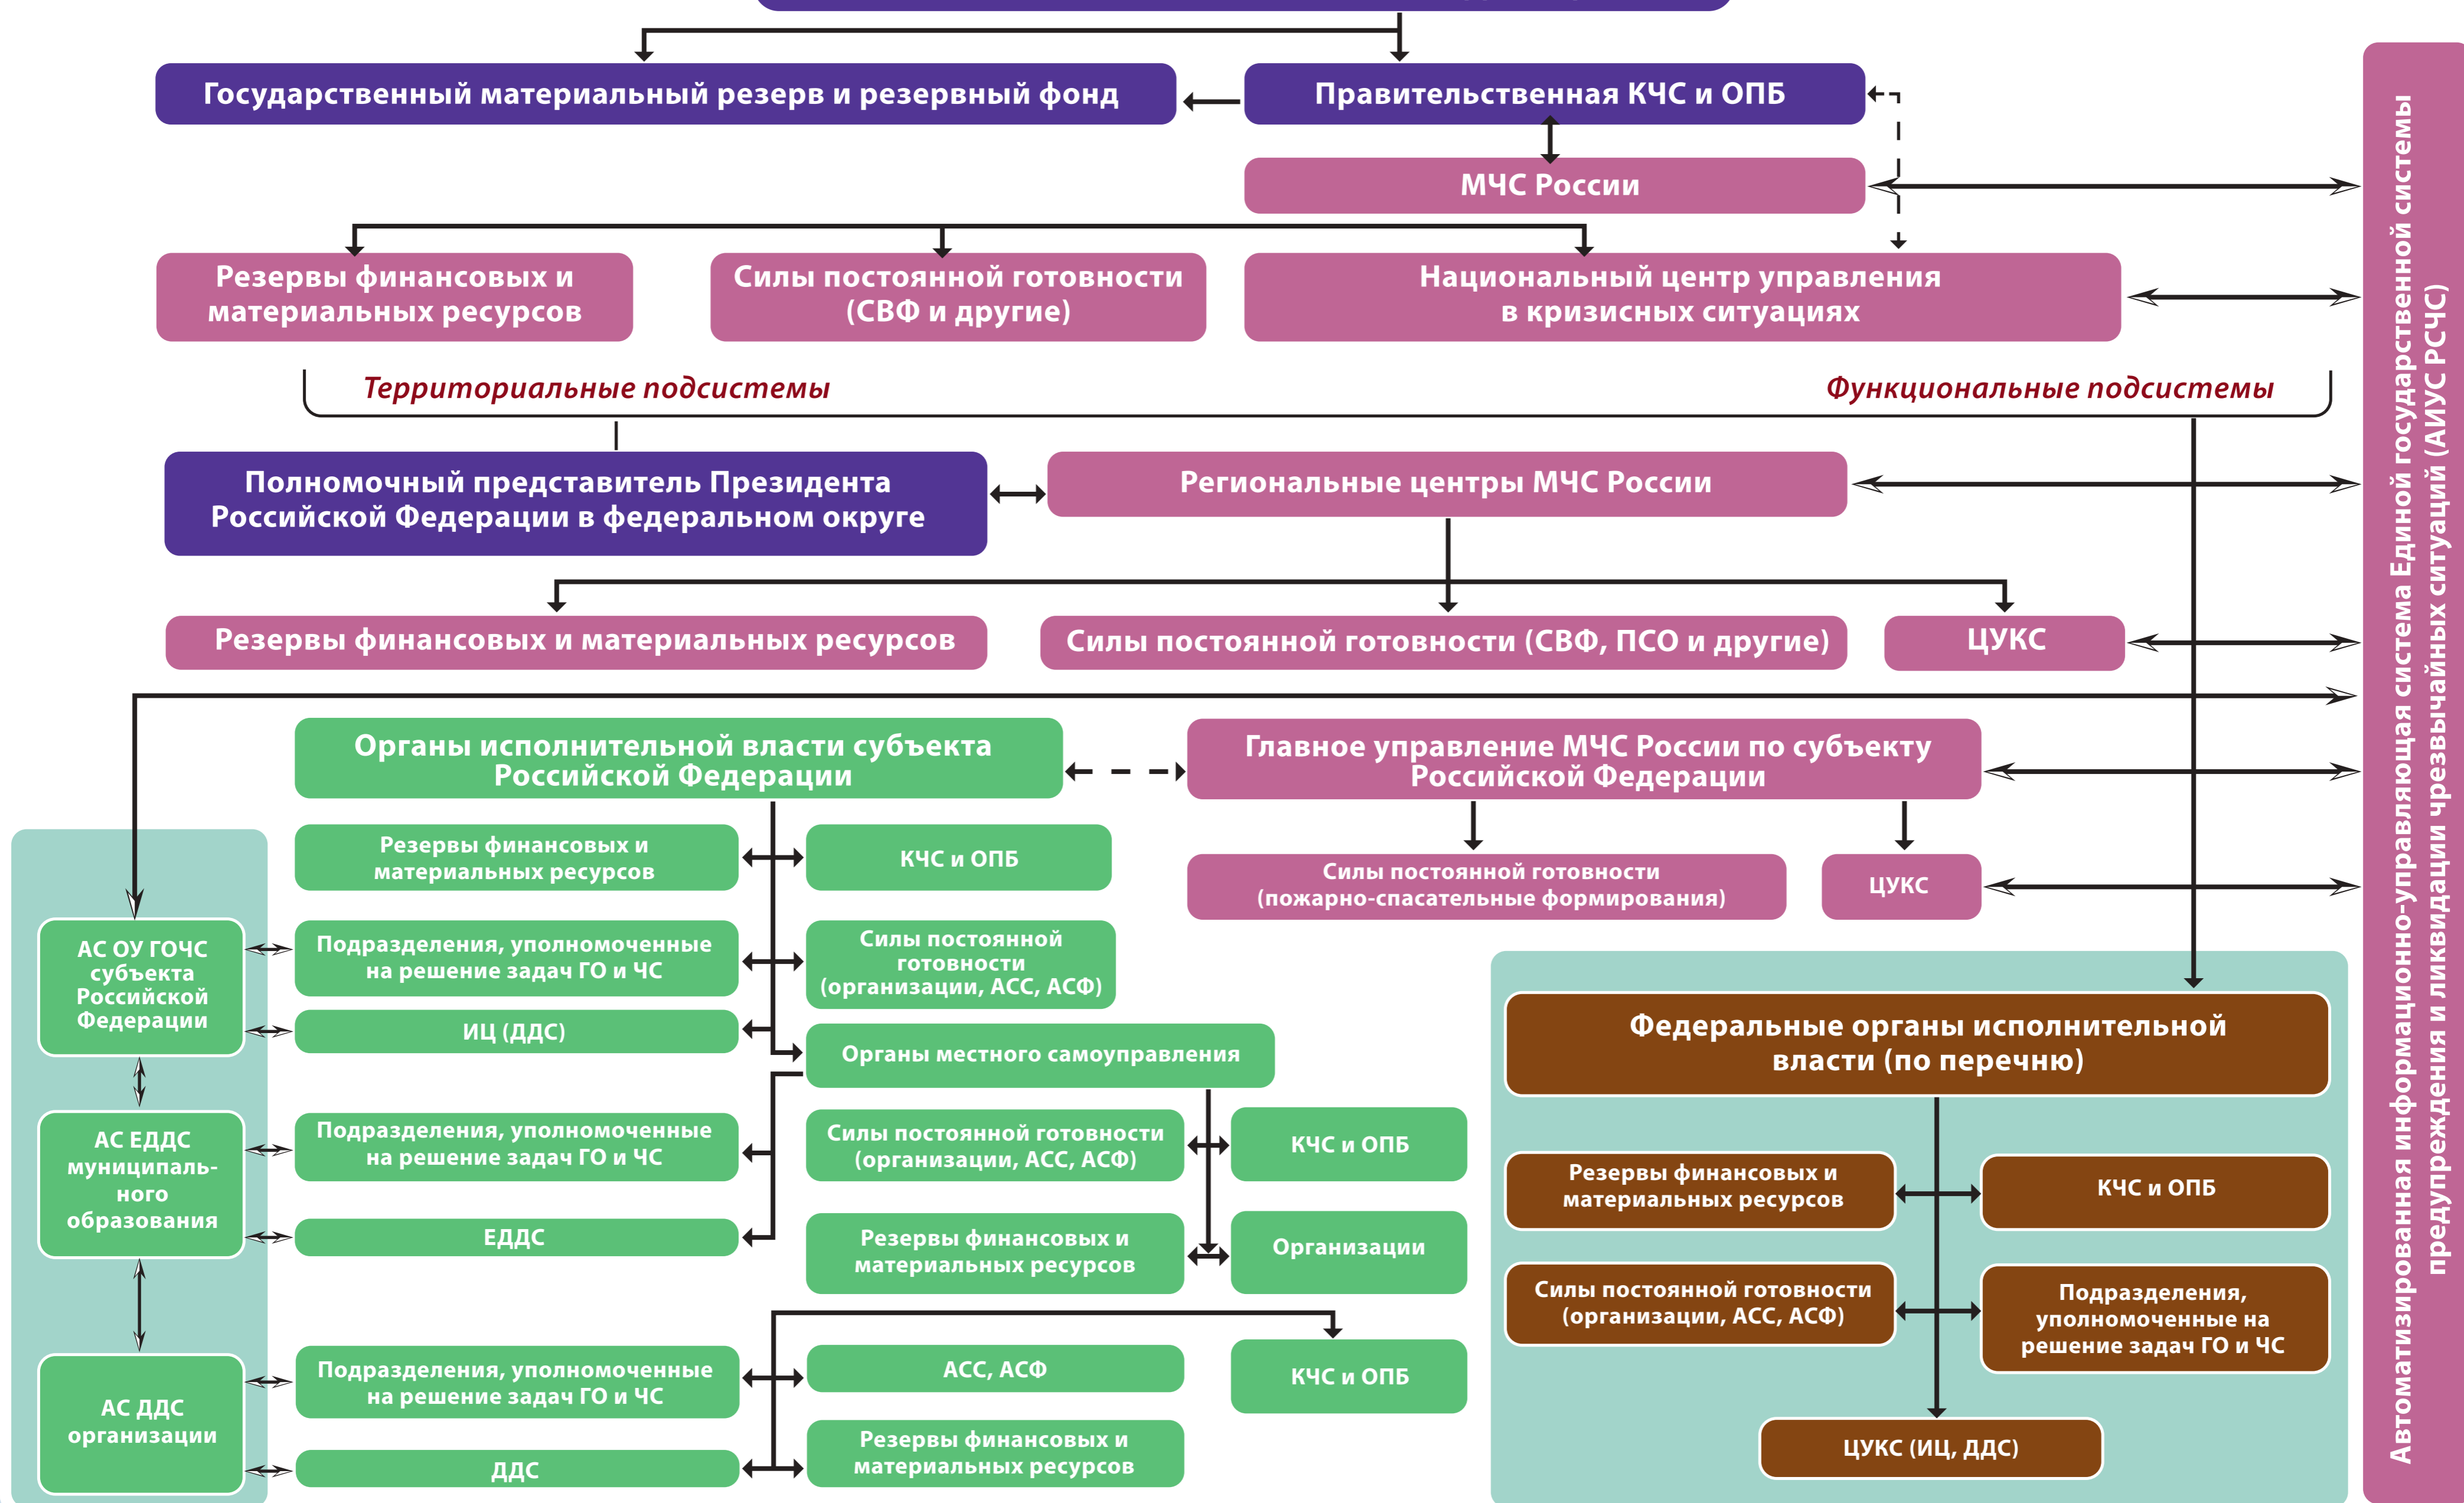 Государственный материальный резерв и резервный фонд
Правительственная КЧС и ОПБ
МЧС России
Резервы финансовых и
материальных ресурсов
Силы постоянной готовности
(СВФ и другие)
Национальный центр управления
в кризисных ситуациях
Территориальные подсистемы
Функциональные подсистемы
Полномочный представитель Президента
Российской Федерации в федеральном округе
Региональные центры МЧС России
Резервы финансовых и материальных ресурсов
Силы постоянной готовности (СВФ, ПСО и другие)
ЦУКС
Органы исполнительной власти субъекта
Российской Федерации
Главное управление МЧС России по субъекту
Российской Федерации
Резервы финансовых и
материальных ресурсов
КЧС и ОПБ
Силы постоянной готовности
(пожарно-спасательные формирования)
ЦУКС
АС ОУ ГОЧС
субъекта
Российской
Федерации
Подразделения, уполномоченные
на решение задач ГО и ЧС
Силы постоянной
готовности
(организации, АСС, АСФ)
ИЦ (ДДС)
Органы местного самоуправления
АС ЕДДС
муниципаль-
ного
образования
Подразделения, уполномоченные
на решение задач ГО и ЧС
Силы постоянной готовности
(организации, АСС, АСФ)
КЧС и ОПБ
ЕДДС
Резервы финансовых и
материальных ресурсов
Организации
АС ДДС
организации
Подразделения, уполномоченные
на решение задач ГО и ЧС
АСС, АСФ
КЧС и ОПБ
ДДС
Резервы финансовых и
материальных ресурсов
Федеральные органы исполнительной
власти (по перечню)
Резервы финансовых и
материальных ресурсов
КЧС и ОПБ
Силы постоянной готовности
(организации, АСС, АСФ)
Подразделения,
уполномоченные на
решение задач ГО и ЧС
ЦУКС (ИЦ, ДДС)
Автоматизированная информационно-управляющая система Единой государственной системы
предупреждения и ликвидации чрезвычайных ситуаций (АИУС РСЧС)